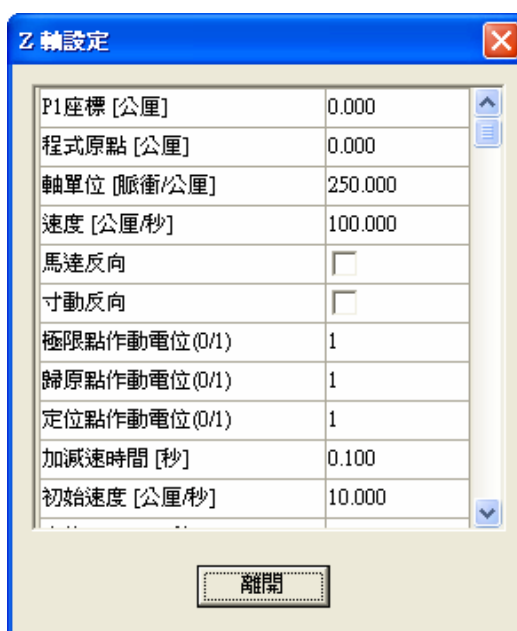 Z 軸設定
P1座標 [公厘] 0.000
程式原點 [公厘] 0.000
軸單位 [脈衝/公厘] 250.000
速度 [公厘/秒] 100.000
馬達反向
寸動反向
極限點作動電位(0/1) 1
歸原點作動電位(0/1) 1
定位點作動電位(0/1) 1
加減速時間 [秒] 0.100
初始速度 [公厘/秒] 10.000
離開